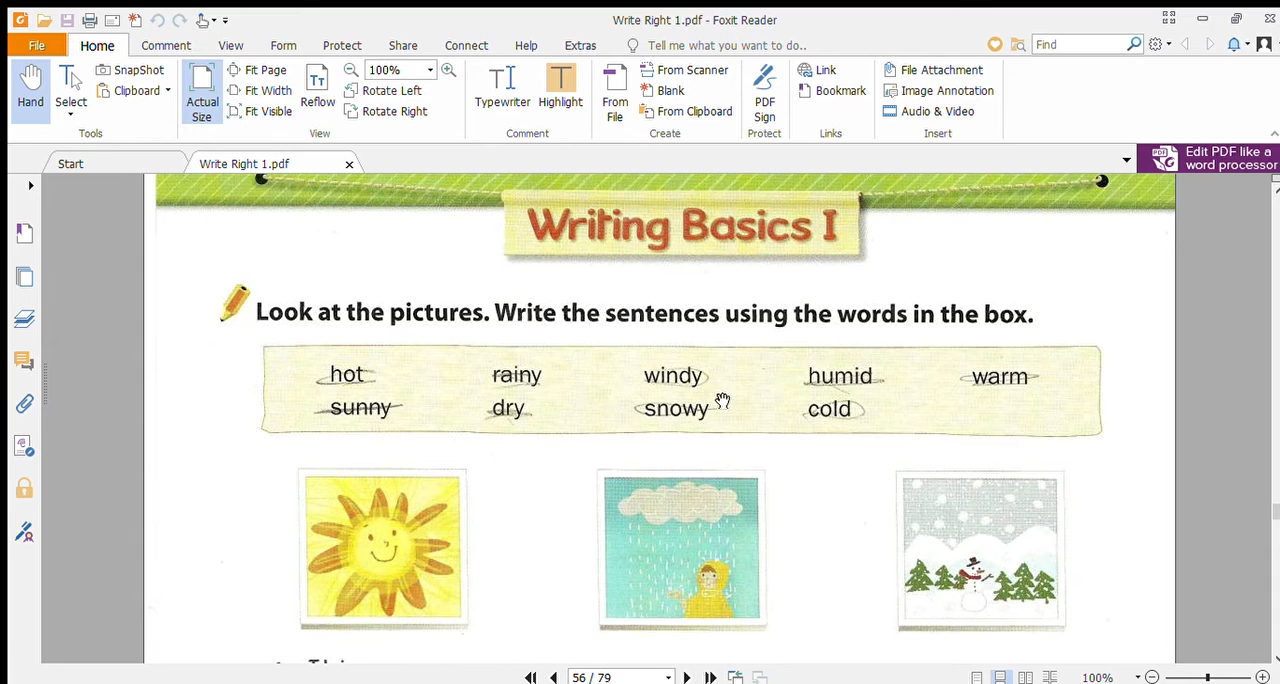 Write Right 1.pdf - Foxit Reader
File Home Comment View Form Protect Share Connect Help Extras Tell me what you want to do.. Find
SnapShot Fit Page 100% From Scanner Link File Attachment
Clipboard Fit Width Rotate Left Blank Bookmark Image Annotation
Hand Select Actual Size Fit Visible Reflow Rotate Right Typewriter Highlight From File From Clipboard PDF Sign Audio & Video
Tools View Comment Create Protect Links Insert
Start Write Right 1.pdf Edit PDF like a
word processor
Writing Basics I
Look at the pictures. Write the sentences using the words in the box.
hot rainy windy humid warm
sunny dry snowy cold
56 / 79 100%